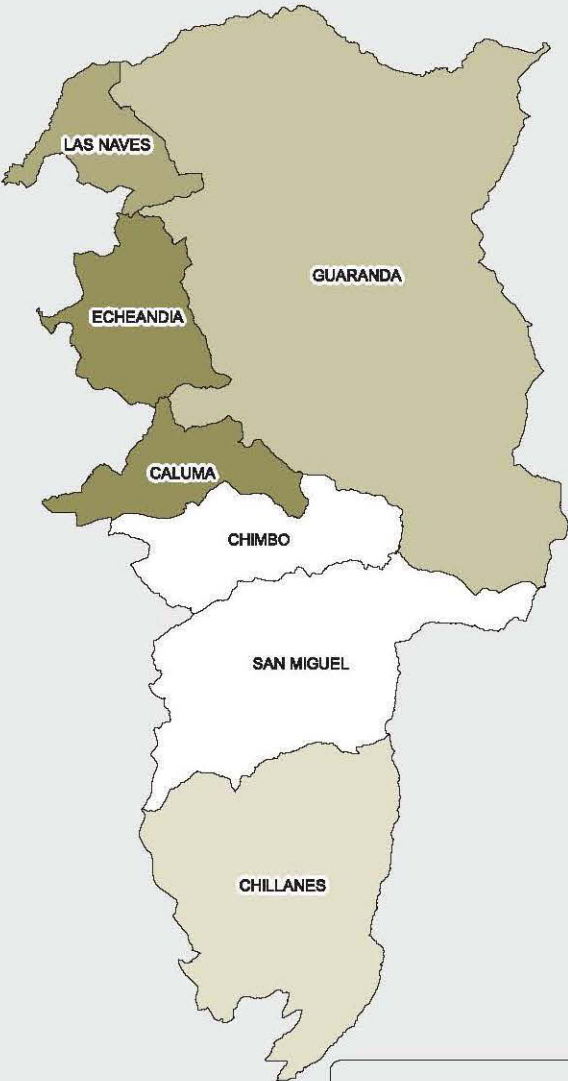 LAS NAVES
GUARANDA
ECHEANDIA
CALUMA
CHIMBO
SAN MIGUEL
CHILLANES